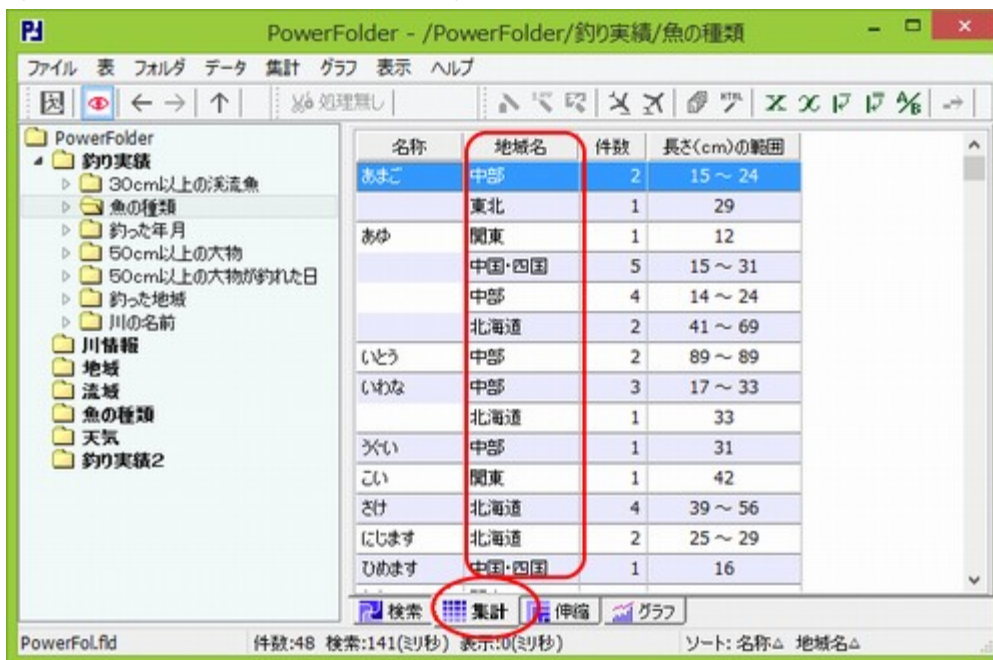 PowerFolder - /PowerFolder/釣り実績/魚の種類
ファイル 表 フォルダ データ 集計 グラフ 表示 ヘルプ
処理無し
PowerFolder
釣り実績
30cm以上の渓流魚
魚の種類
釣った年月
50cm以上の大物
50cm以上の大物が釣れた日
釣った地域
川の名前
川情報
地域
流域
魚の種類
天気
釣り実績2
名称 地域名 件数 長さ(cm)の範囲
あまご 中部 2 15 ～ 24
東北 1 29
あゆ 関東 1 12
中国・四国 5 15 ～ 31
中部 4 14 ～ 24
北海道 2 41 ～ 69
いとう 中部 2 89 ～ 89
いわな 中部 3 17 ～ 33
北海道 1 33
うぐい 中部 1 31
こい 関東 1 42
さけ 北海道 4 39 ～ 56
にじます 北海道 2 25 ～ 29
ひめます 中国・四国 1 16
検索 集計 伸縮 グラフ
PowerFol.fld 件数:48 検索:141(ミリ秒) 表示:0(ミリ秒) ソート: 名称△ 地域名△